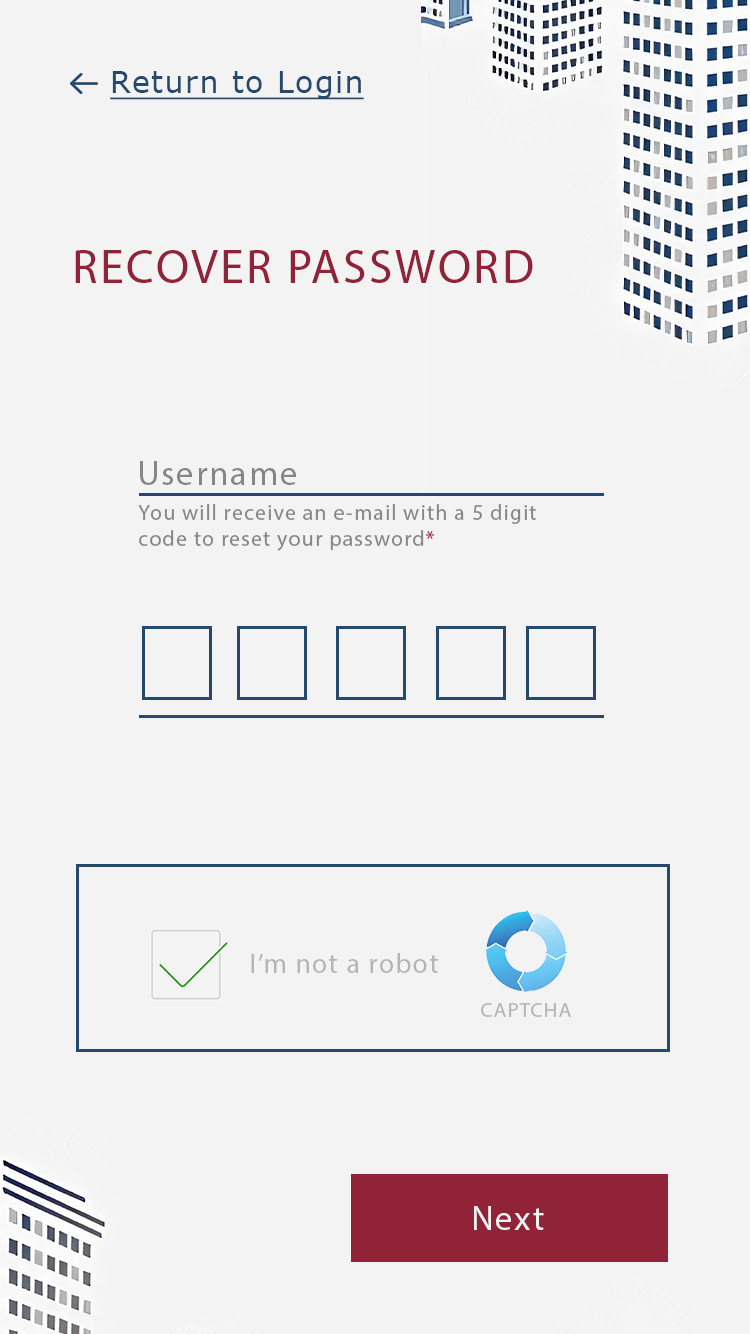 ← Return to Login
RECOVER PASSWORD
Username
You will receive an e-mail with a 5 digit
code to reset your password*
I’m not a robot
CAPTCHA
Next